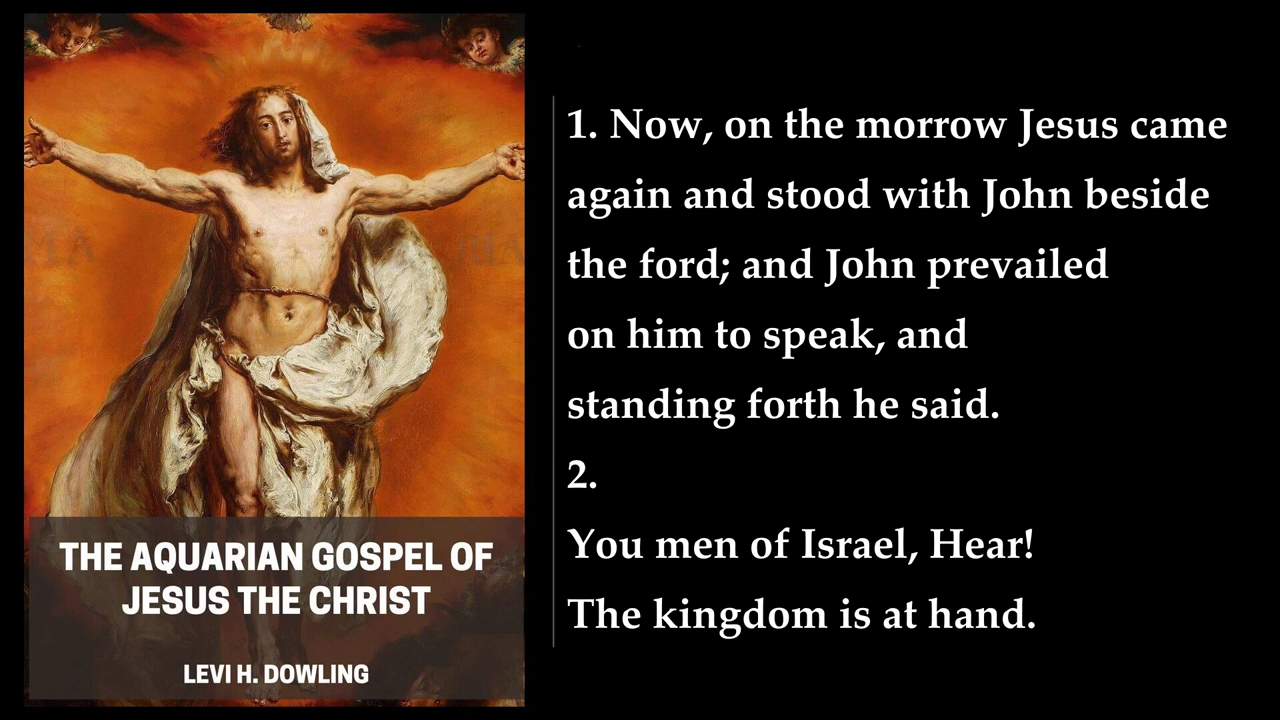 THE AQUARIAN GOSPEL OF
JESUS THE CHRIST
LEVI H. DOWLING
1. Now, on the morrow Jesus came
again and stood with John beside
the ford; and John prevailed
on him to speak, and
standing forth he said.
2.
You men of Israel, Hear!
The kingdom is at hand.